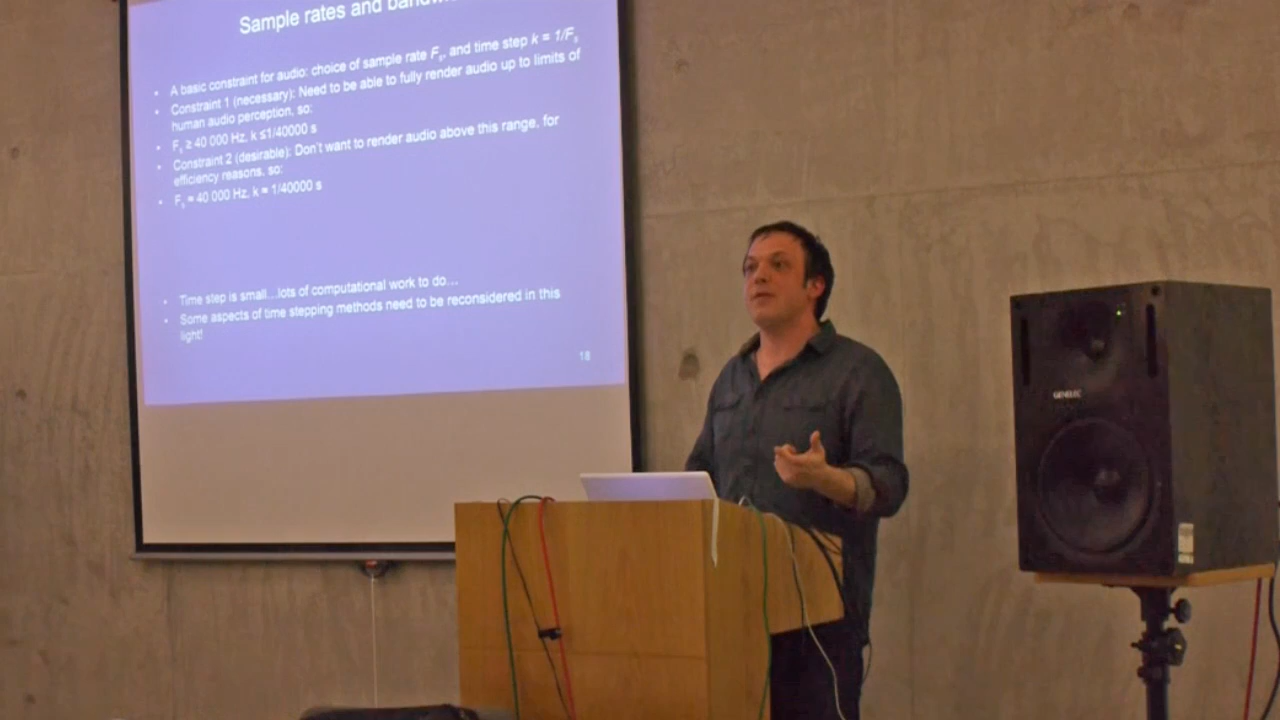 Sample rates and
A basic constraint for audio: choice of sample rate Fs, and time step k = 1/Fs
Constraint 1 (necessary): Need to be able to fully render audio up to limits of
human audio perception, so:
Fs ≥ 40 000 Hz, k ≤1/40000 s
Constraint 2 (desirable): Don't want to render audio above this range, for
efficiency reasons, so:
Fs = 40 000 Hz, k = 1/40000 s
Time step is small...lots of computational work to do...
Some aspects of time stepping methods need to be reconsidered in this
light!
18
GENELEC